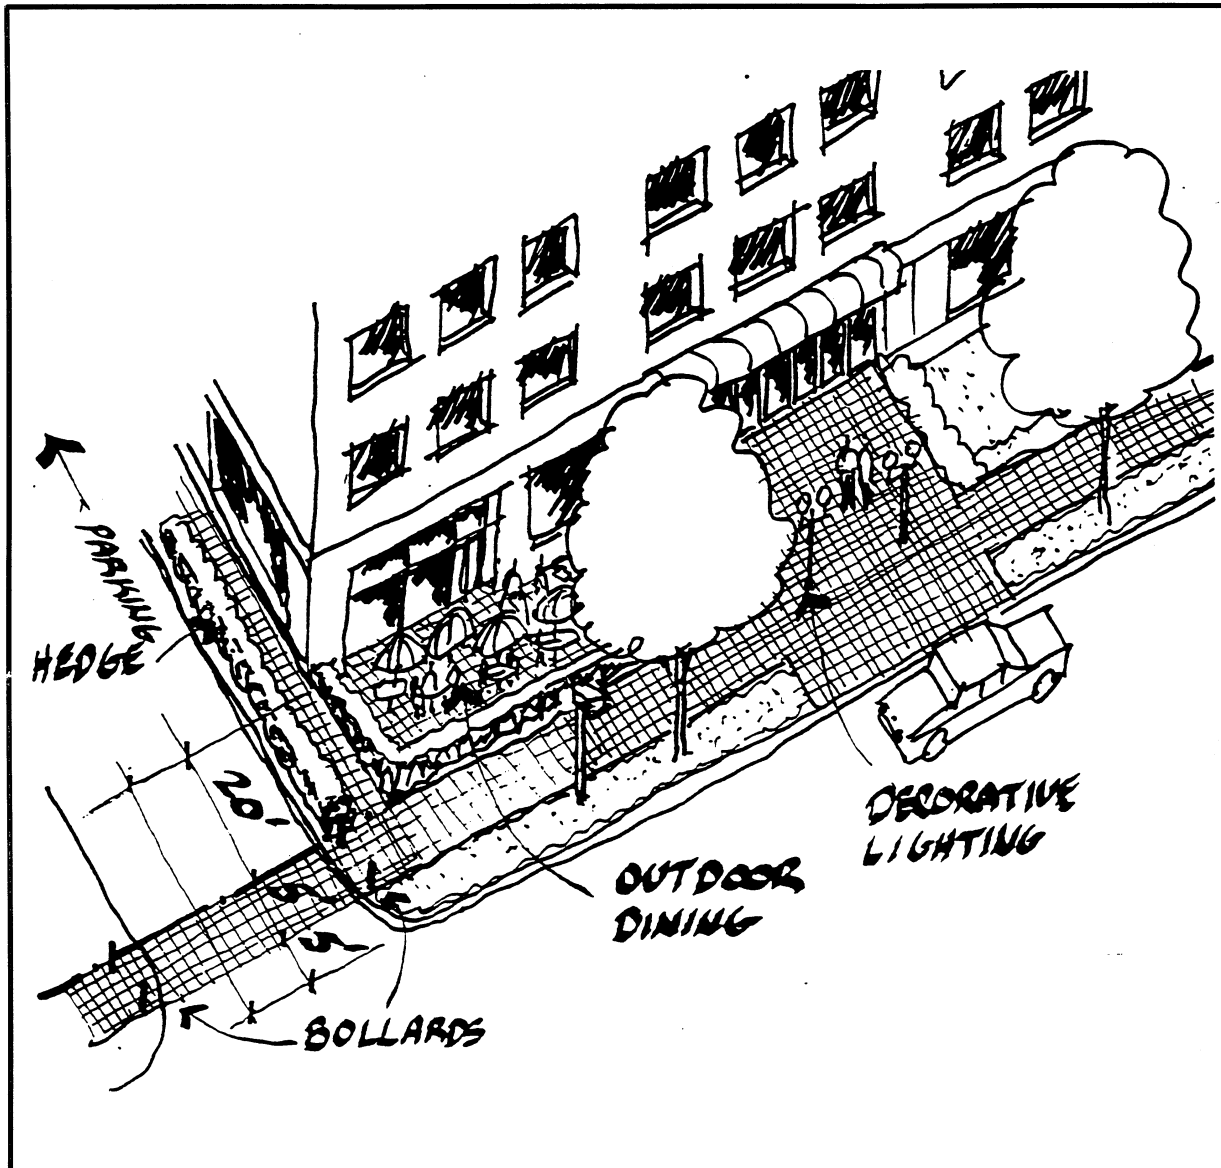 PARKING
HEDGE
20'
5'
5'
DECORATIVE
LIGHTING
OUTDOOR
DINING
BOLLARDS